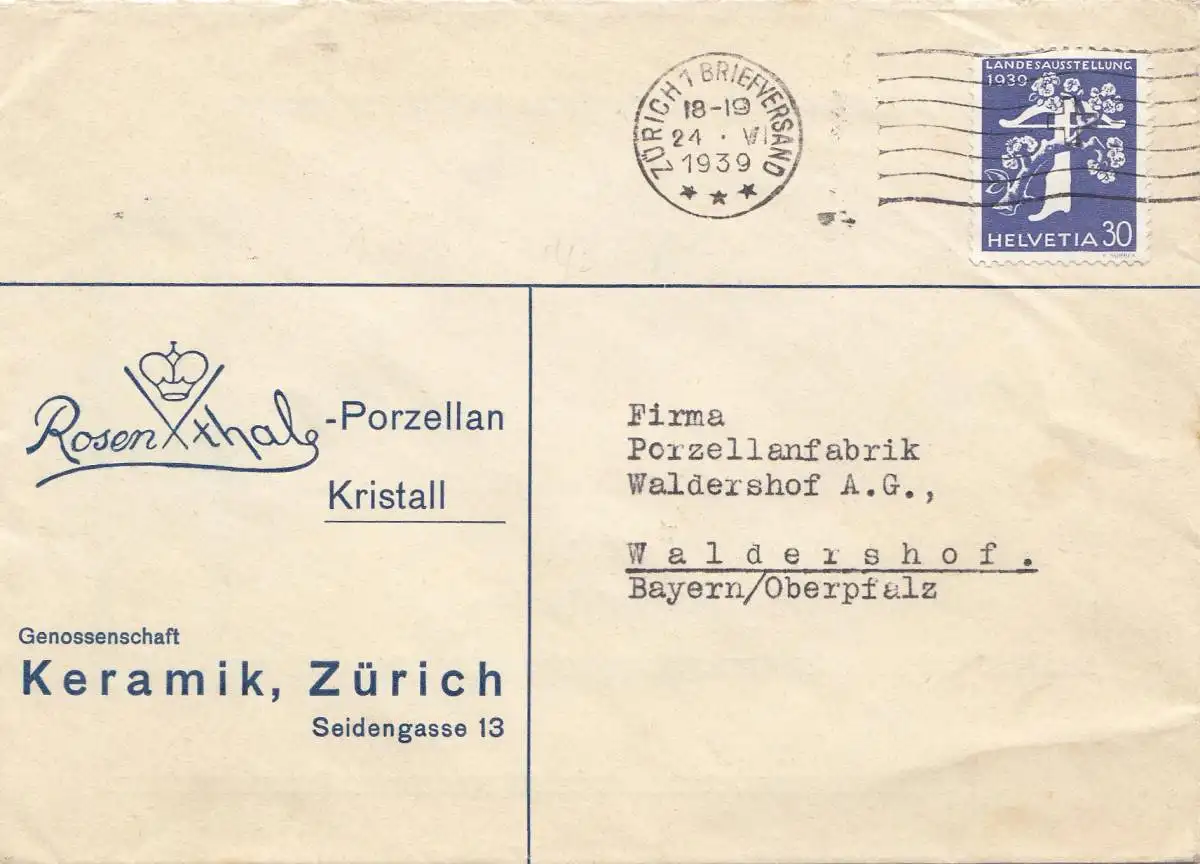 ZÜRICH 1 BRIEFVERSAND
18-19
24 · VI
1939
LANDESAUSSTELLUNG
1939
HELVETIA 30
Rosenthal -Porzellan
Kristall
Genossenschaft
Keramik, Zürich
Seidengasse 13
Firma
Porzellanfabrik
Waldershof A.G.,
Waldershof.
Bayern/Oberpfalz